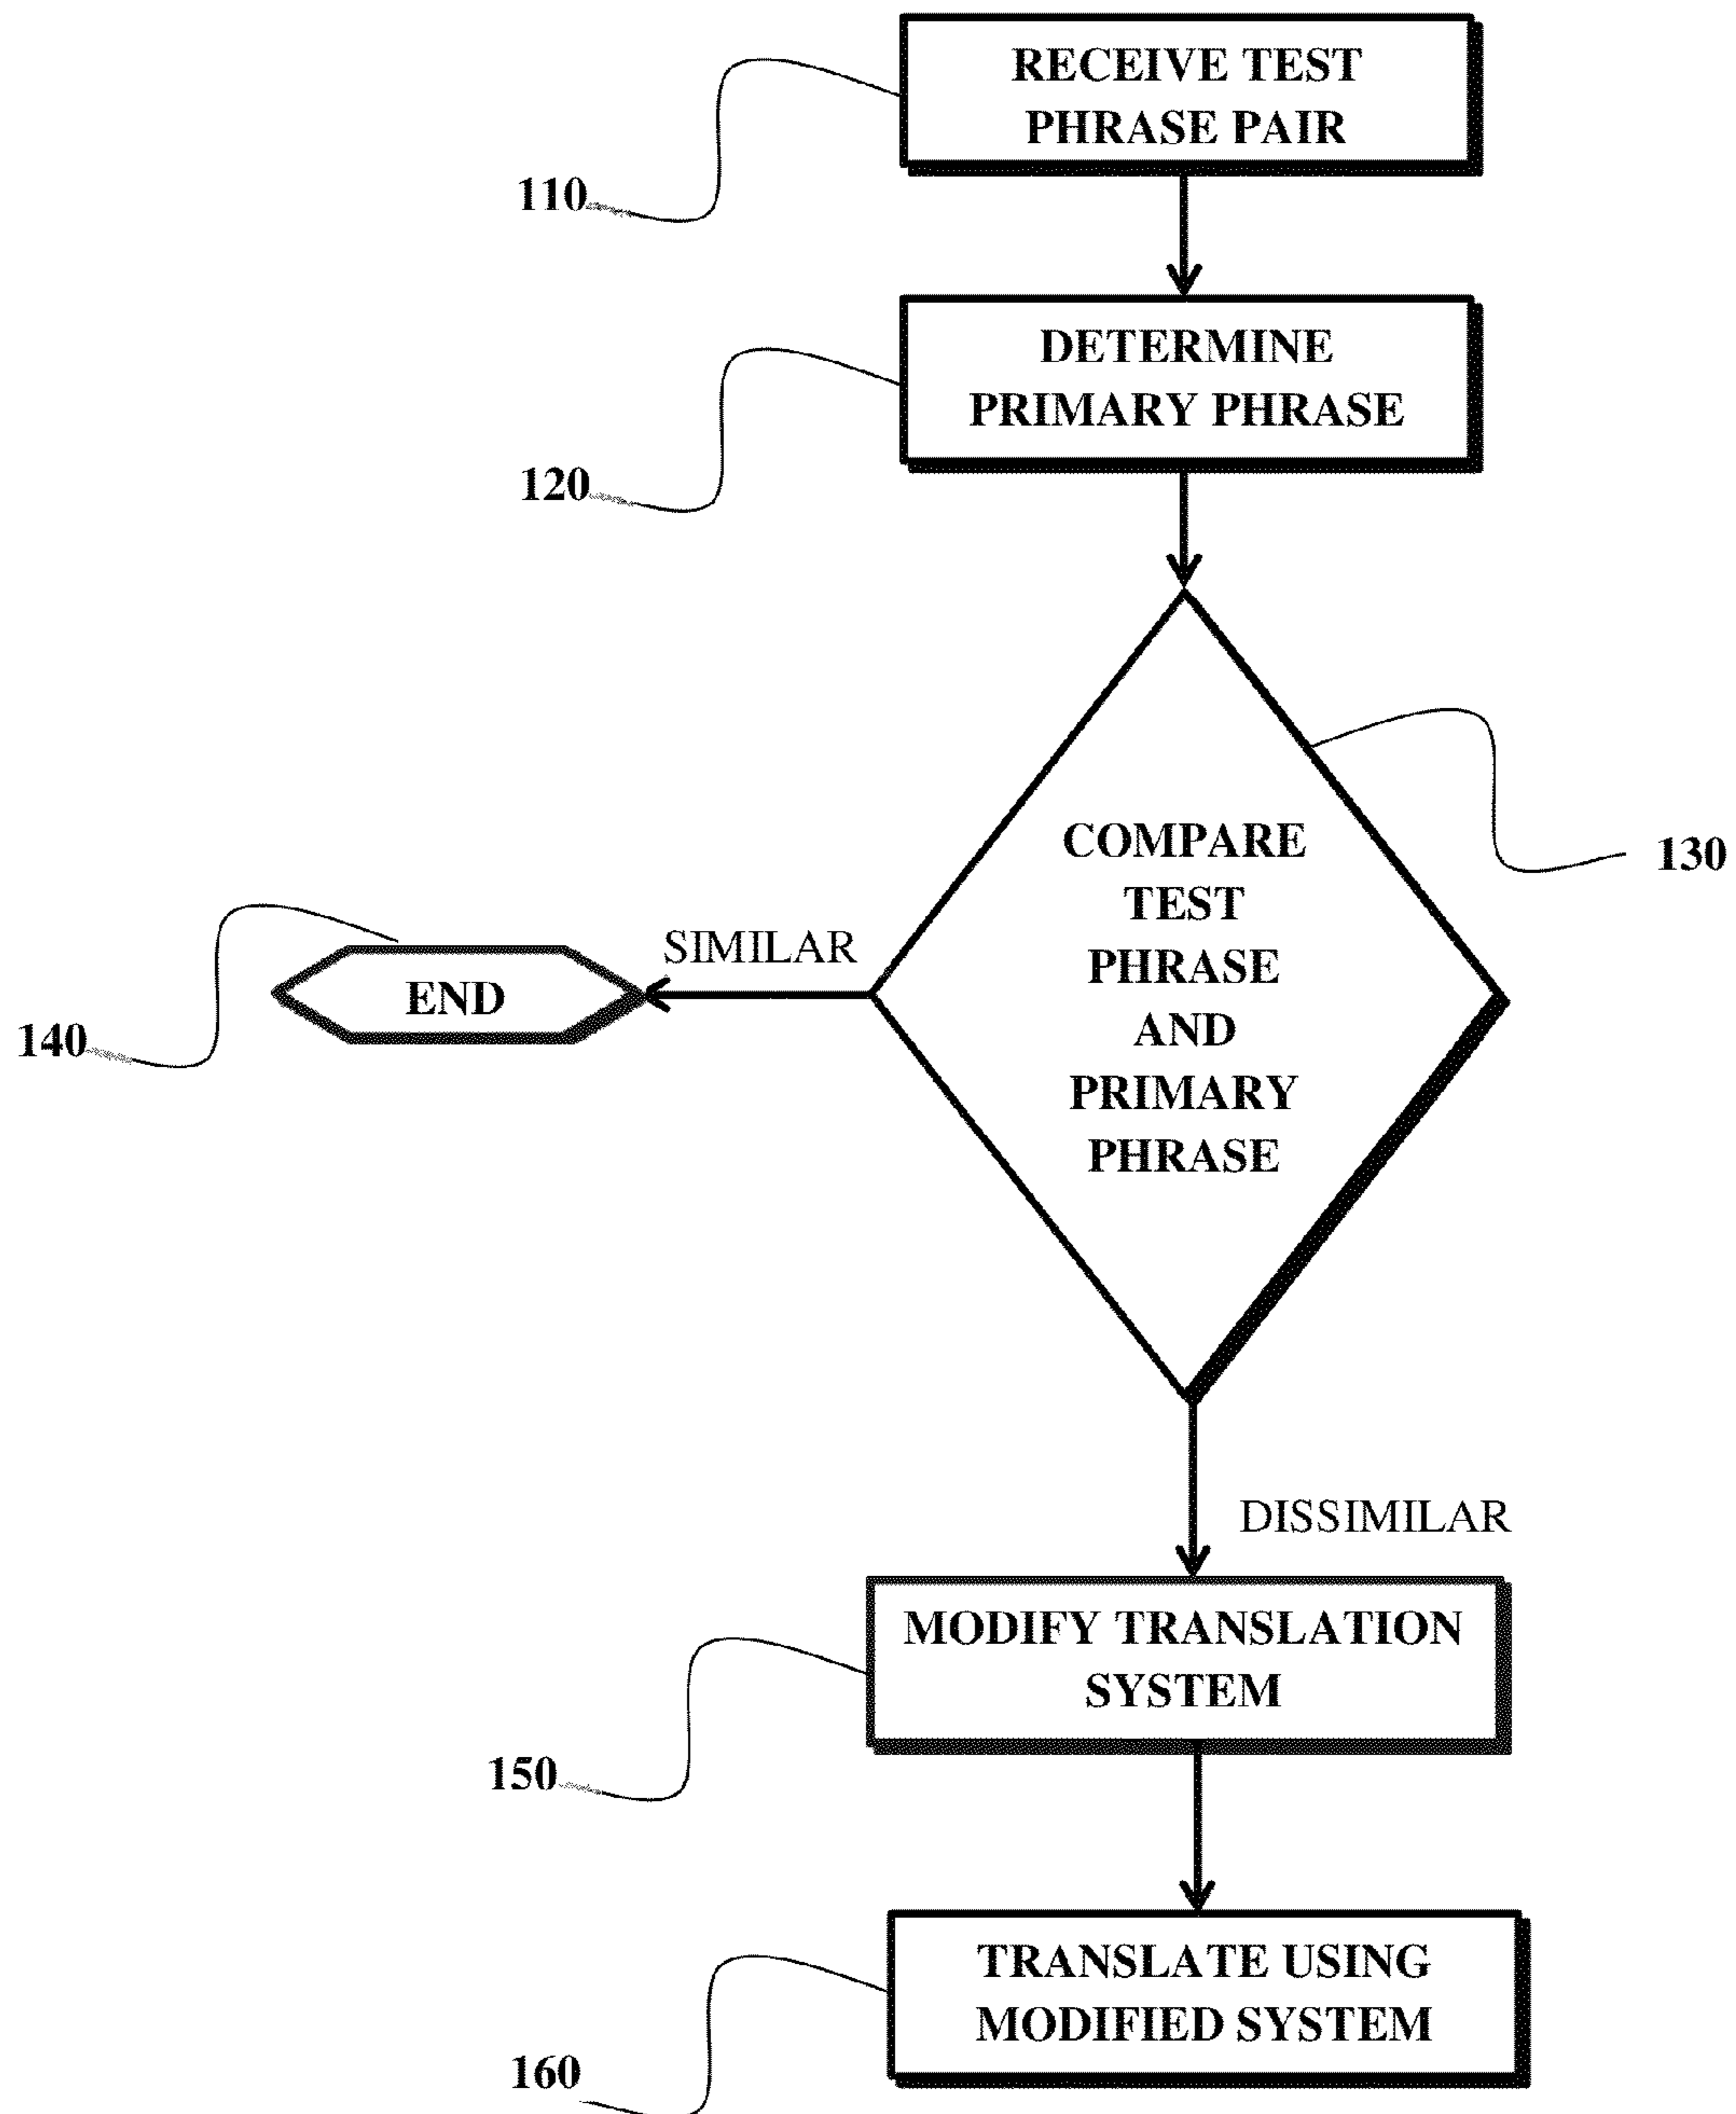 RECEIVE TEST
PHRASE PAIR
110
DETERMINE
PRIMARY PHRASE
120
COMPARE
TEST
PHRASE
AND
PRIMARY
PHRASE
130
SIMILAR
END
140
DISSIMILAR
MODIFY TRANSLATION
SYSTEM
150
TRANSLATE USING
MODIFIED SYSTEM
160